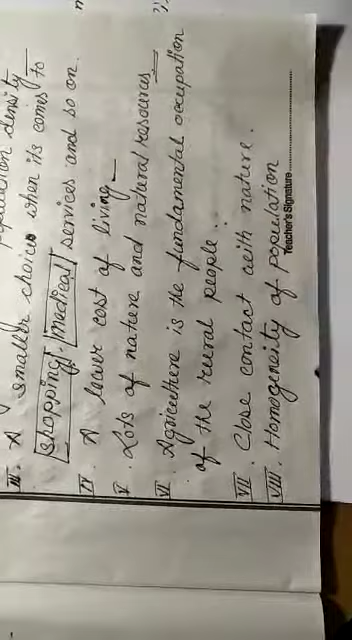 population density
III. A smaller choice when its comes to
shopping, medical services and so on.
IV. A lower cost of living
V. Lots of nature and natural resources
VI. Agriculture is the fundamental occupation
of the rural people.
VII. Close contact with nature.
VIII. Homogeneity of population
Teacher's Signature